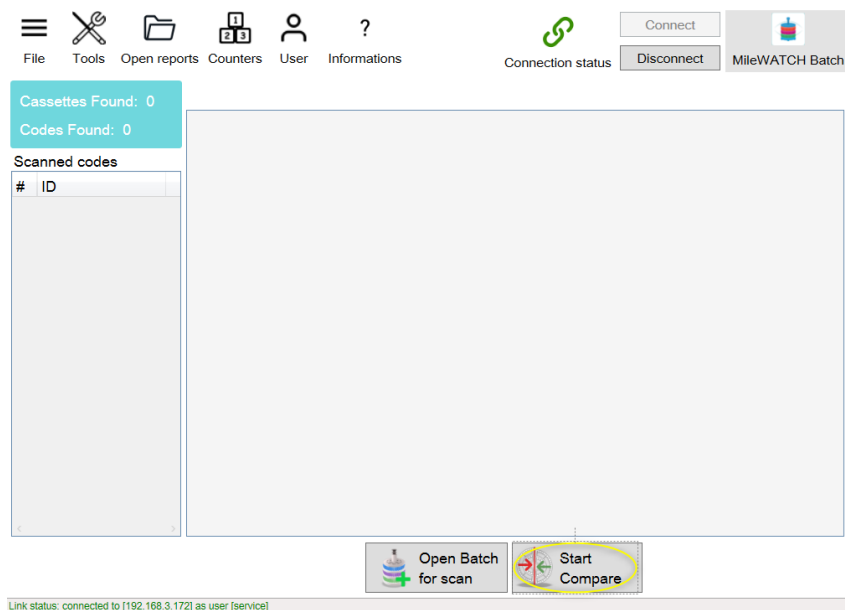 File Tools Open reports Counters User Informations
1
2 3
?
Connection status
Connect
Disconnect
MileWATCH Batch
Cassettes Found: 0
Codes Found: 0
Scanned codes
# ID
Open Batch
for scan
Start
Compare
Link status: connected to [192.168.3.172] as user [service]